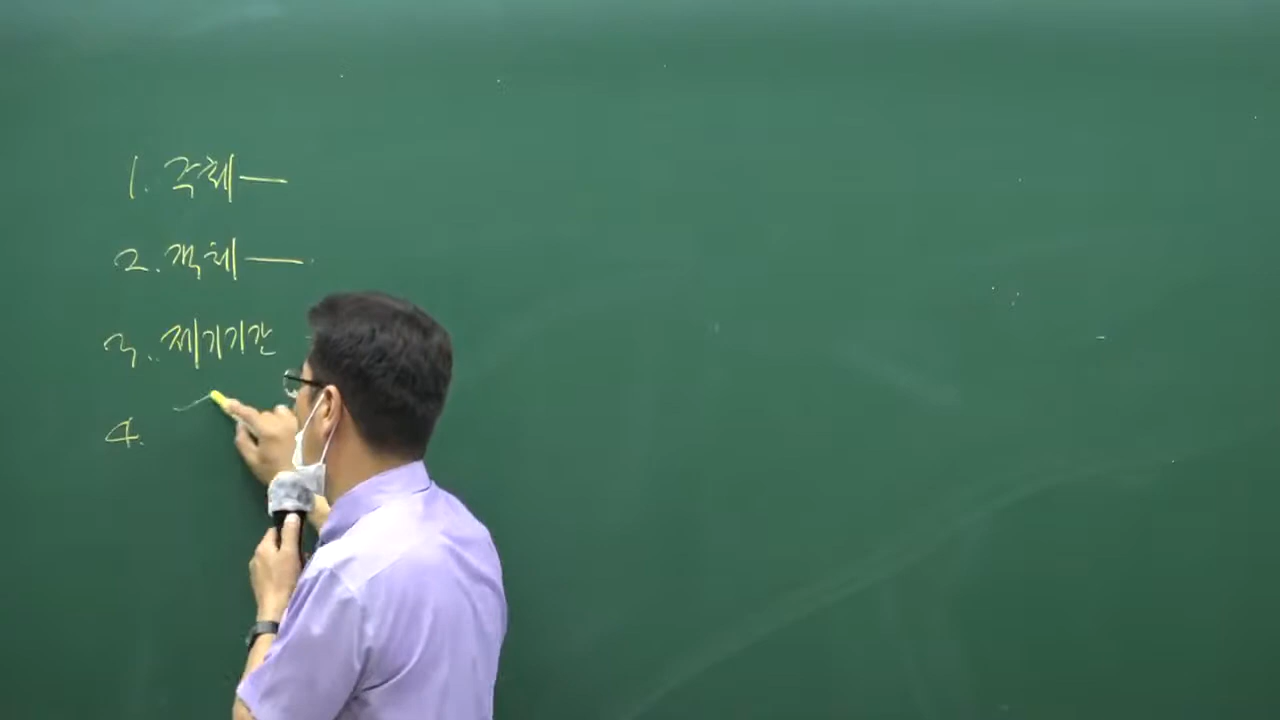 1. 주체 —
2. 객체 —
3. 제기기간
4.